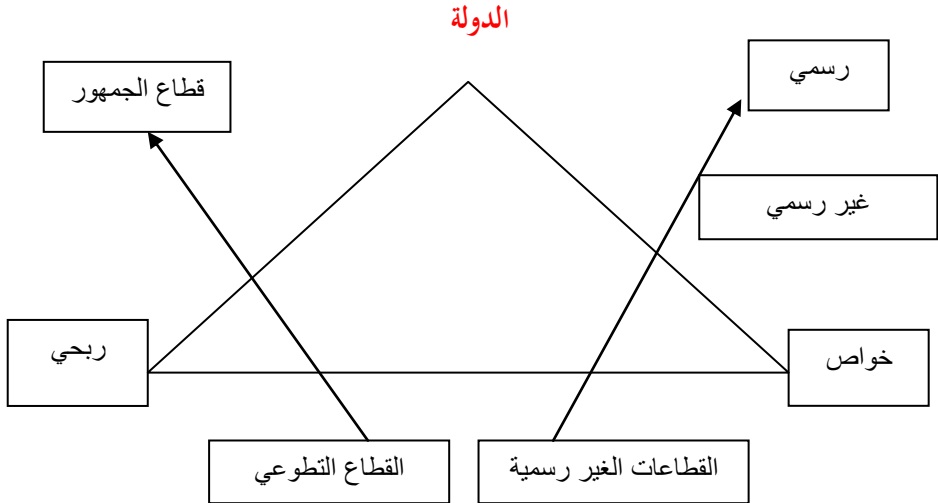 الدولة
رسمي
قطاع الجمهور
غير رسمي
خواص
ربحي
القطاعات الغير رسمية
القطاع التطوعي